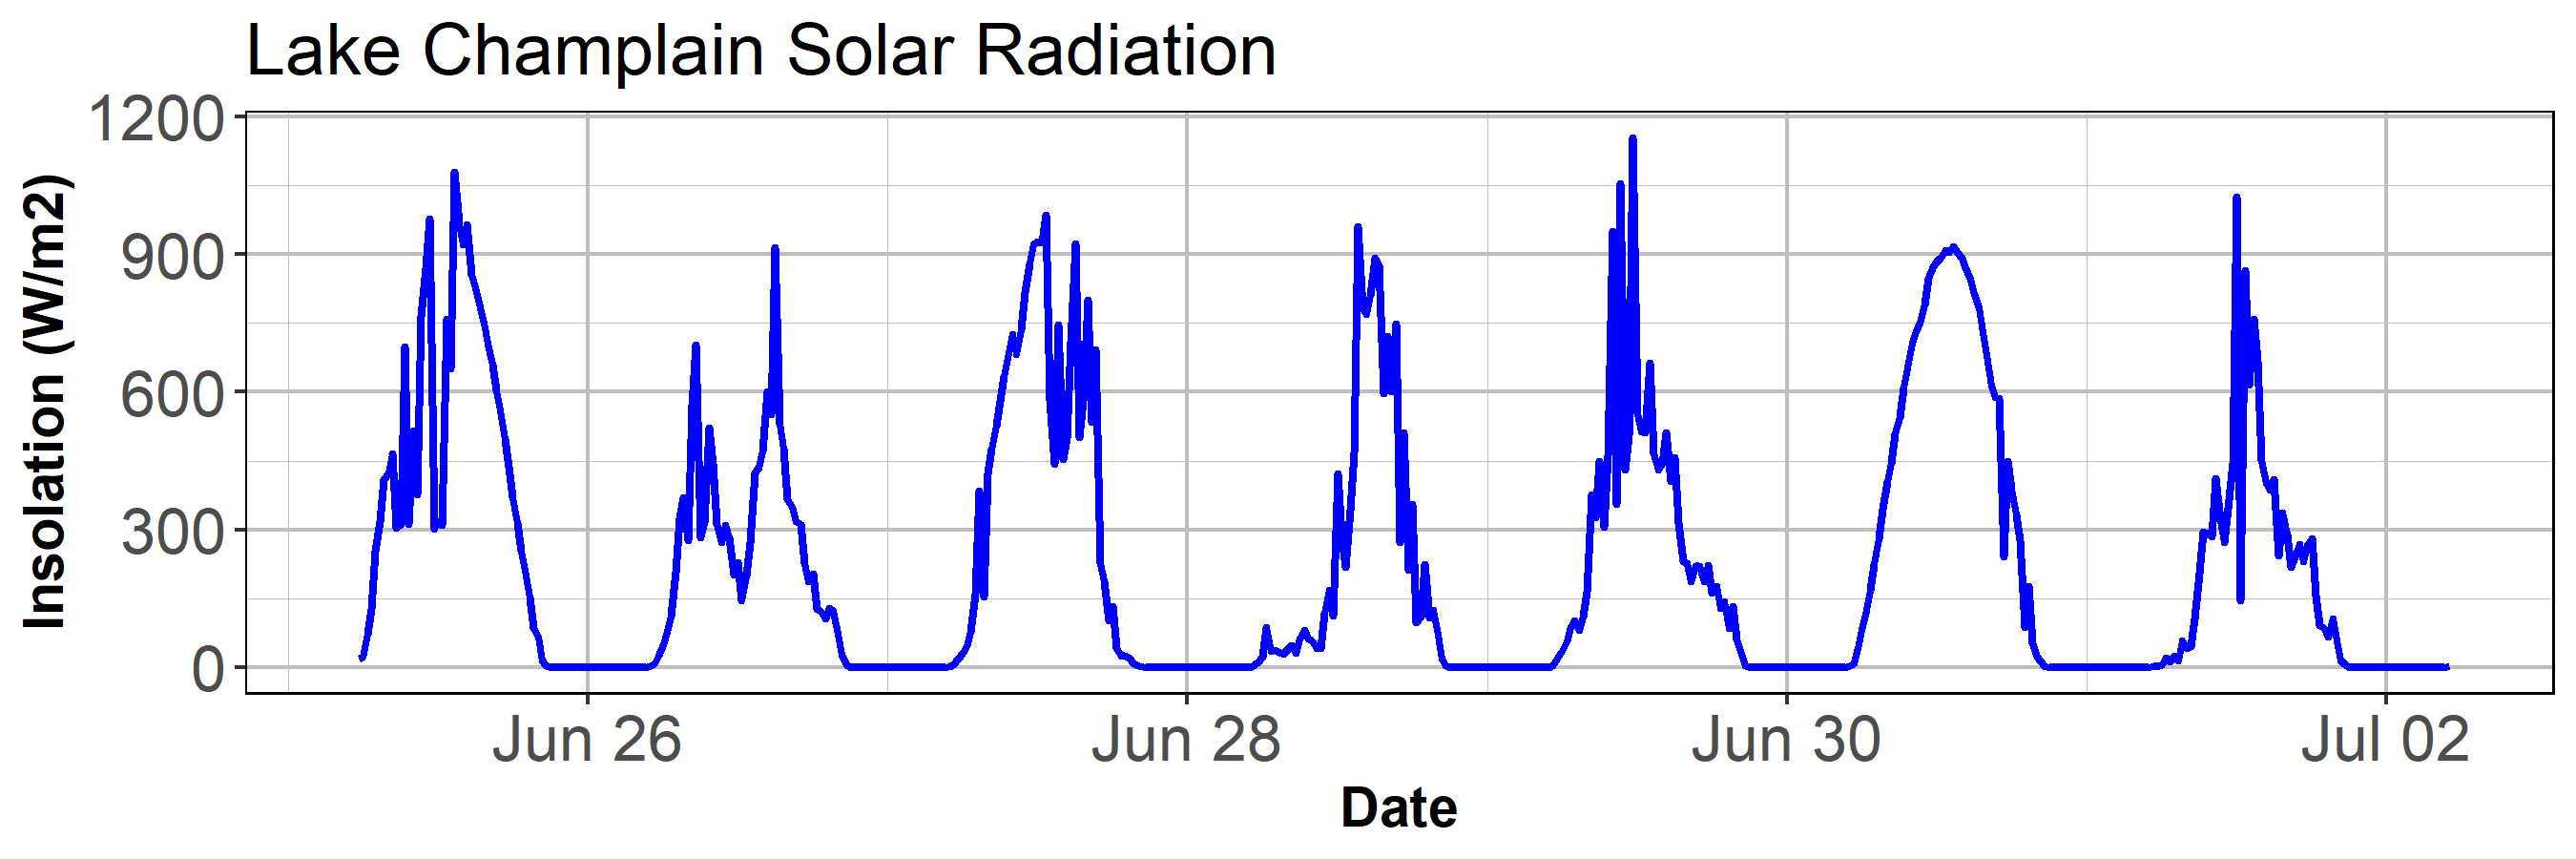 Lake Champlain Solar Radiation
1200
900
600
300
0
Insolation (W/m2)
Jun 26
Jun 28
Jun 30
Jul 02
Date